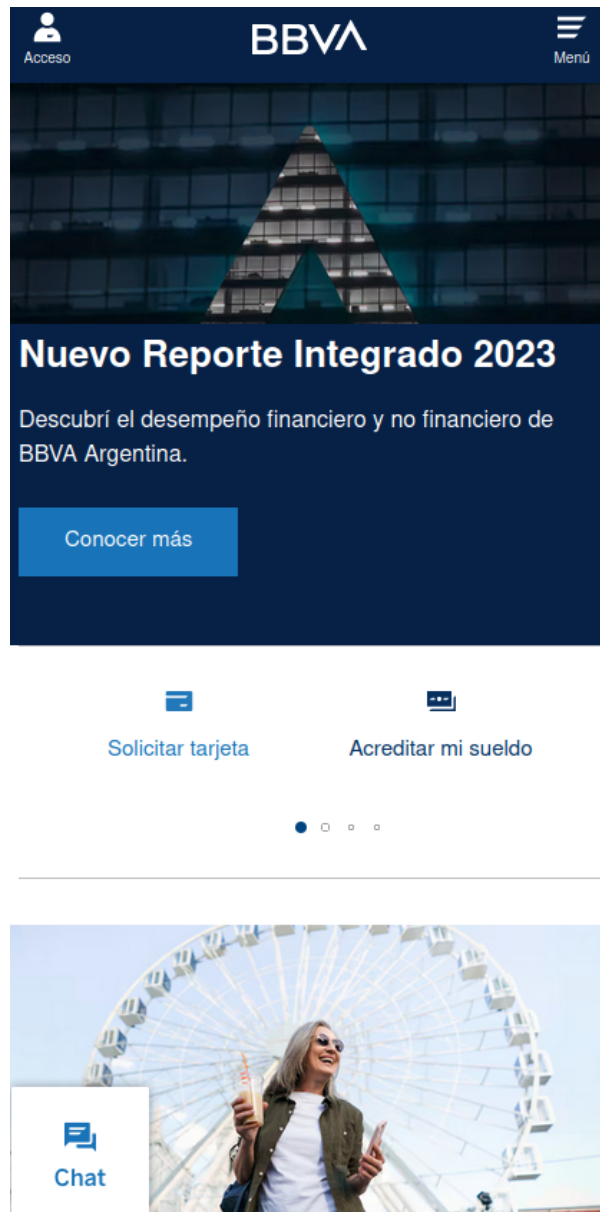 Acceso
BBVA
Menú
Nuevo Reporte Integrado 2023
Descubrí el desempeño financiero y no financiero de
BBVA Argentina.
Conocer más
Solicitar tarjeta
Acreditar mi sueldo
Chat